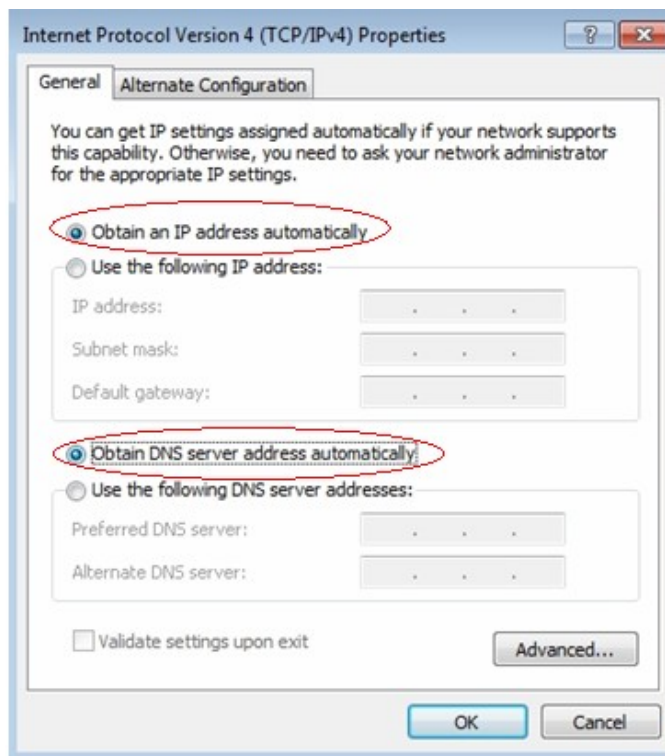 Internet Protocol Version 4 (TCP/IPv4) Properties
General
Alternate Configuration
You can get IP settings assigned automatically if your network supports
this capability. Otherwise, you need to ask your network administrator
for the appropriate IP settings.
Obtain an IP address automatically
Use the following IP address:
IP address:
Subnet mask:
Default gateway:
Obtain DNS server address automatically
Use the following DNS server addresses:
Preferred DNS server:
Alternate DNS server:
Validate settings upon exit
Advanced...
OK
Cancel